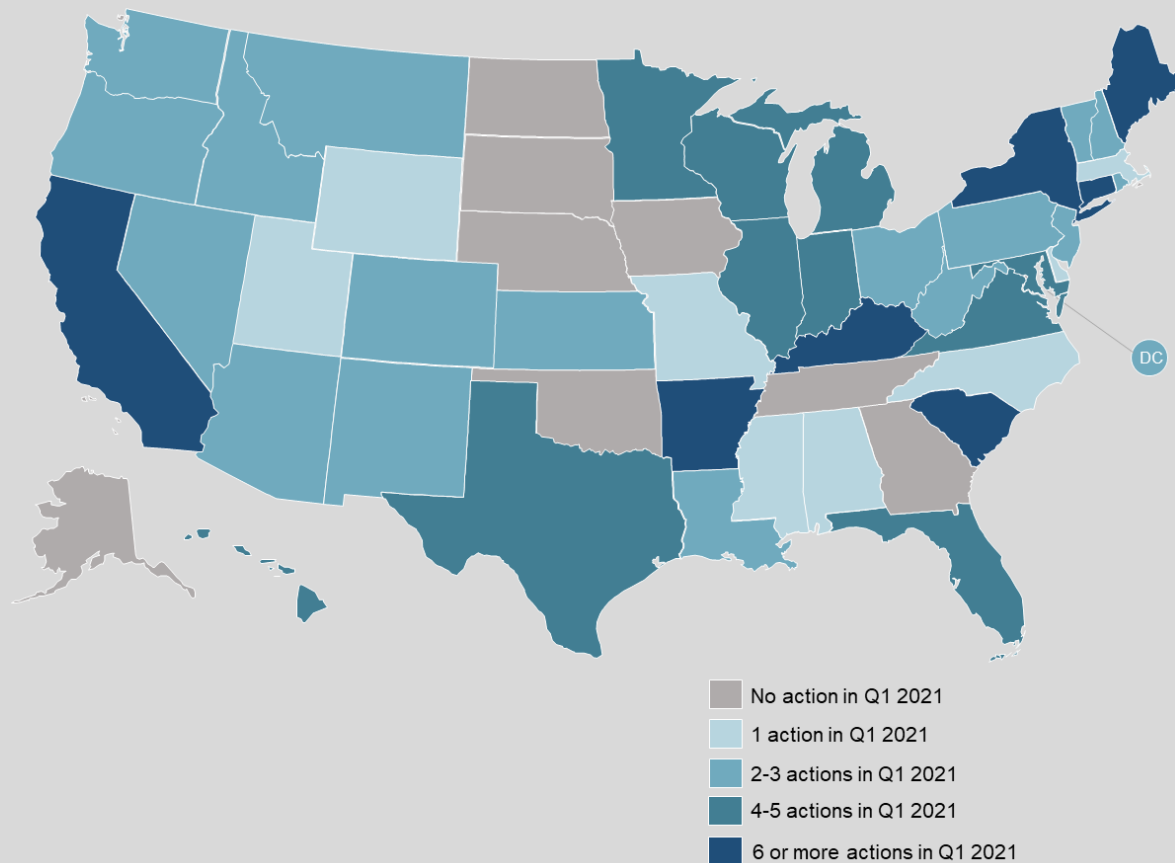 DC
No action in Q1 2021
1 action in Q1 2021
2-3 actions in Q1 2021
4-5 actions in Q1 2021
6 or more actions in Q1 2021